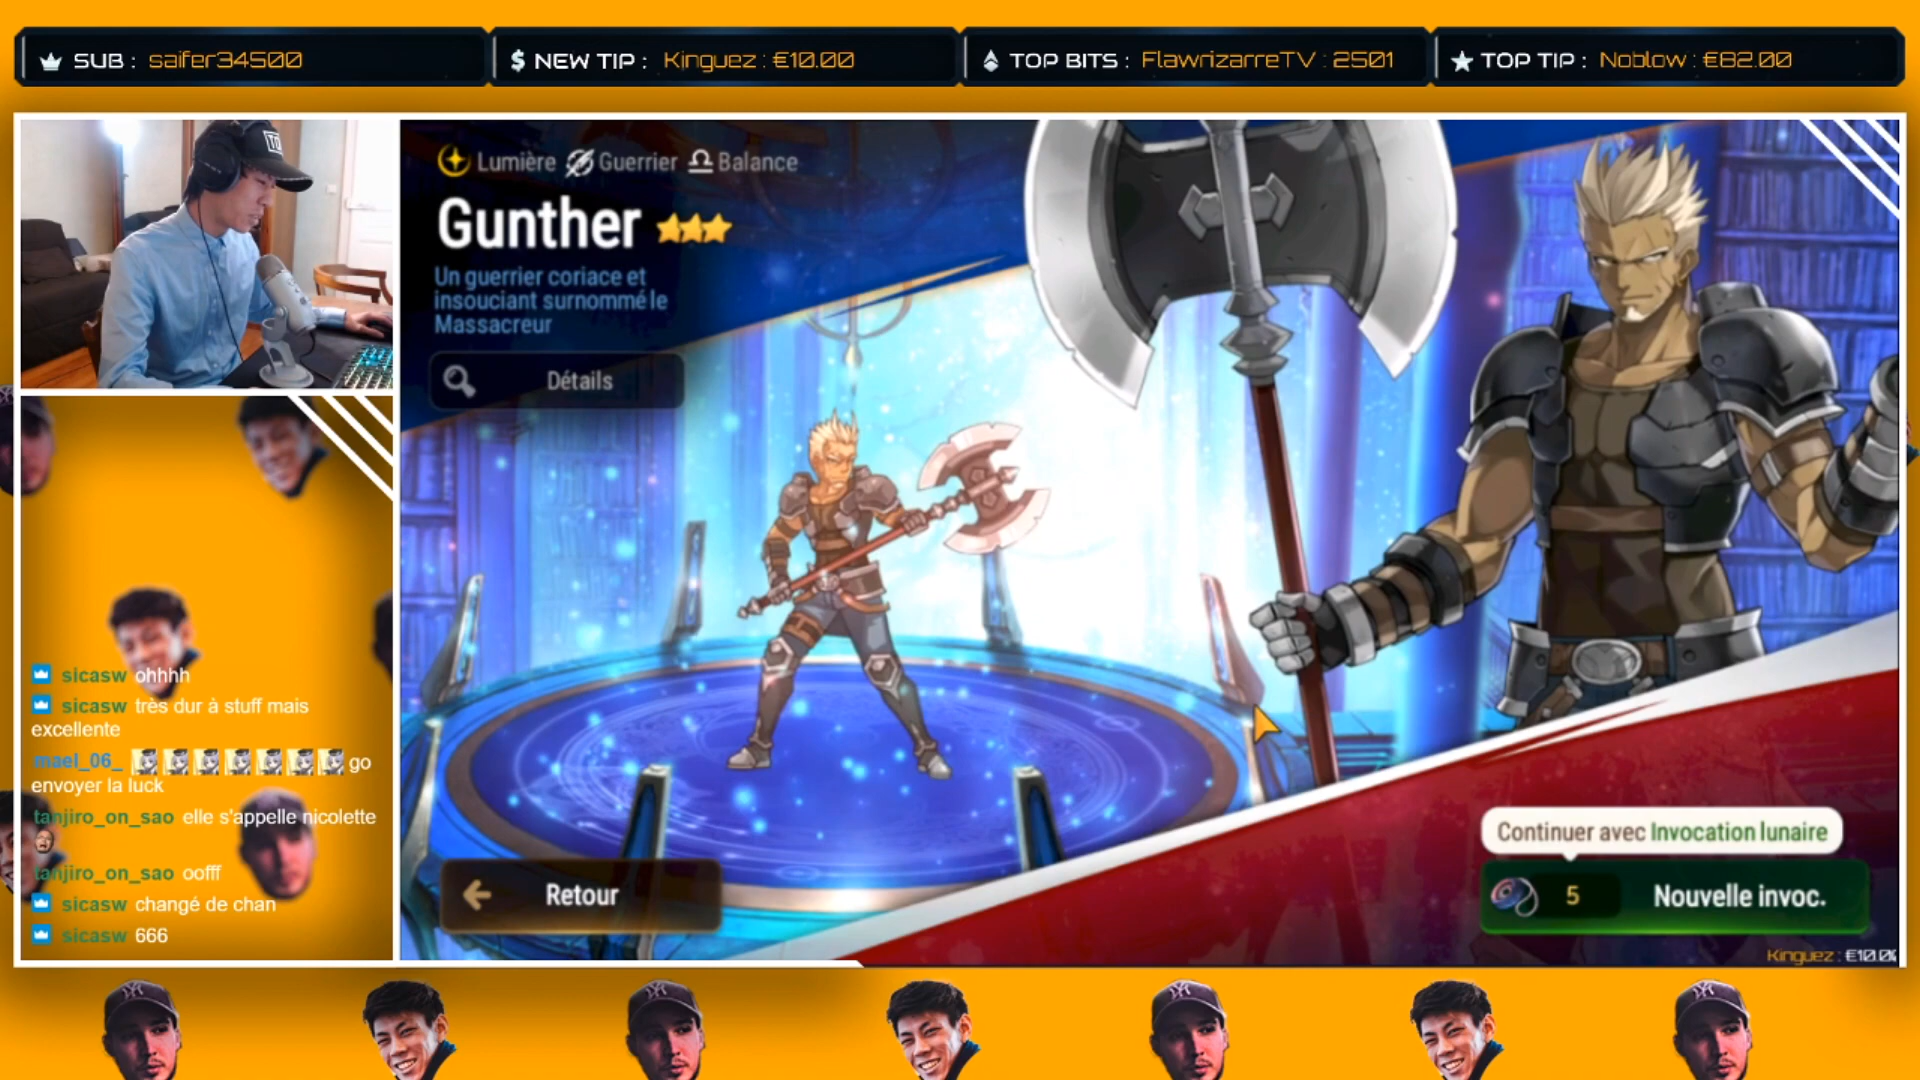 SUB : saifer34500
$ NEW TIP : Kinguez : €10.00
TOP BITS : FlawrizarreTV : 2501
TOP TIP : Noblow : €82.00
Lumière Guerrier Balance
Gunther
Un guerrier coriace et
insouciant surnommé le
Massacreur
Détails
sicasw ohhhh
sicasw très dur à stuff mais
excellente
mael_06_ go
envoyer la luck
tanjiro_on_sao elle s'appelle nicolette
tanjiro_on_sao oofff
sicasw changé de chan
sicasw 666
Retour
Continuer avec Invocation lunaire
5 Nouvelle invoc.
Kinguez : €10.00